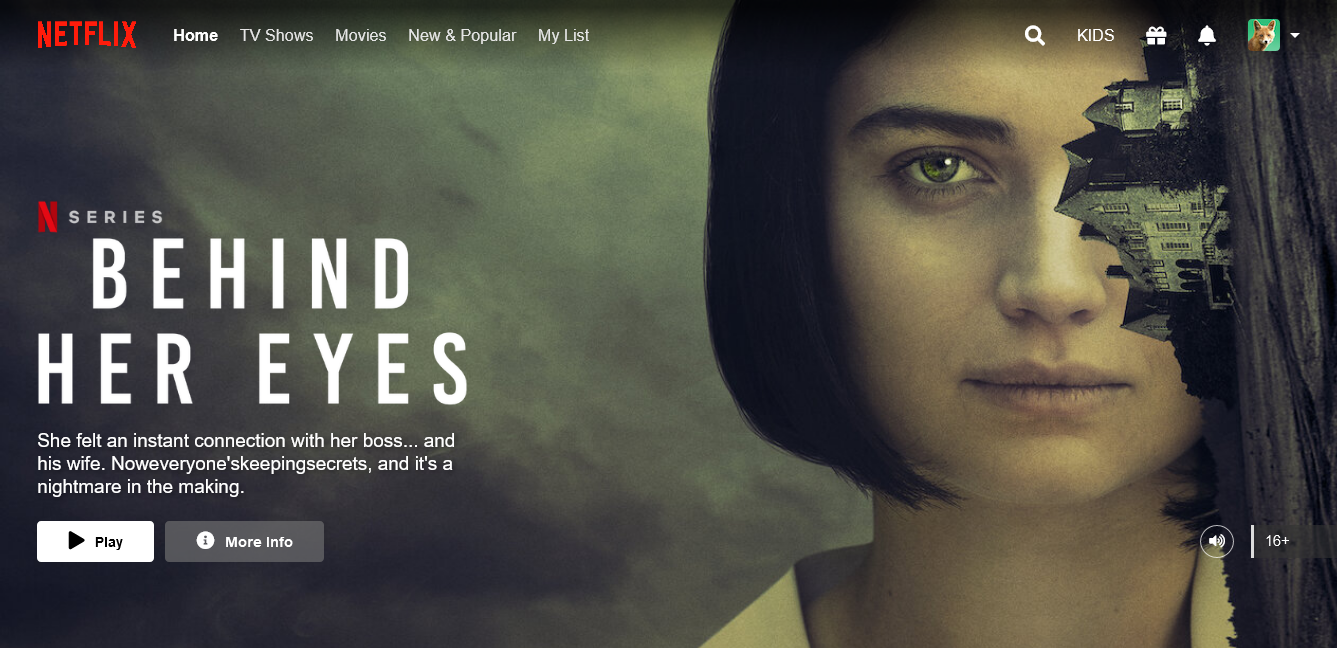 NETFLIX Home TV Shows Movies New & Popular My List KIDS
N SERIES
BEHIND
HER EYES
She felt an instant connection with her boss... and
his wife. Noweveryone'skeepingsecrets, and it's a
nightmare in the making.
Play More Info
16+